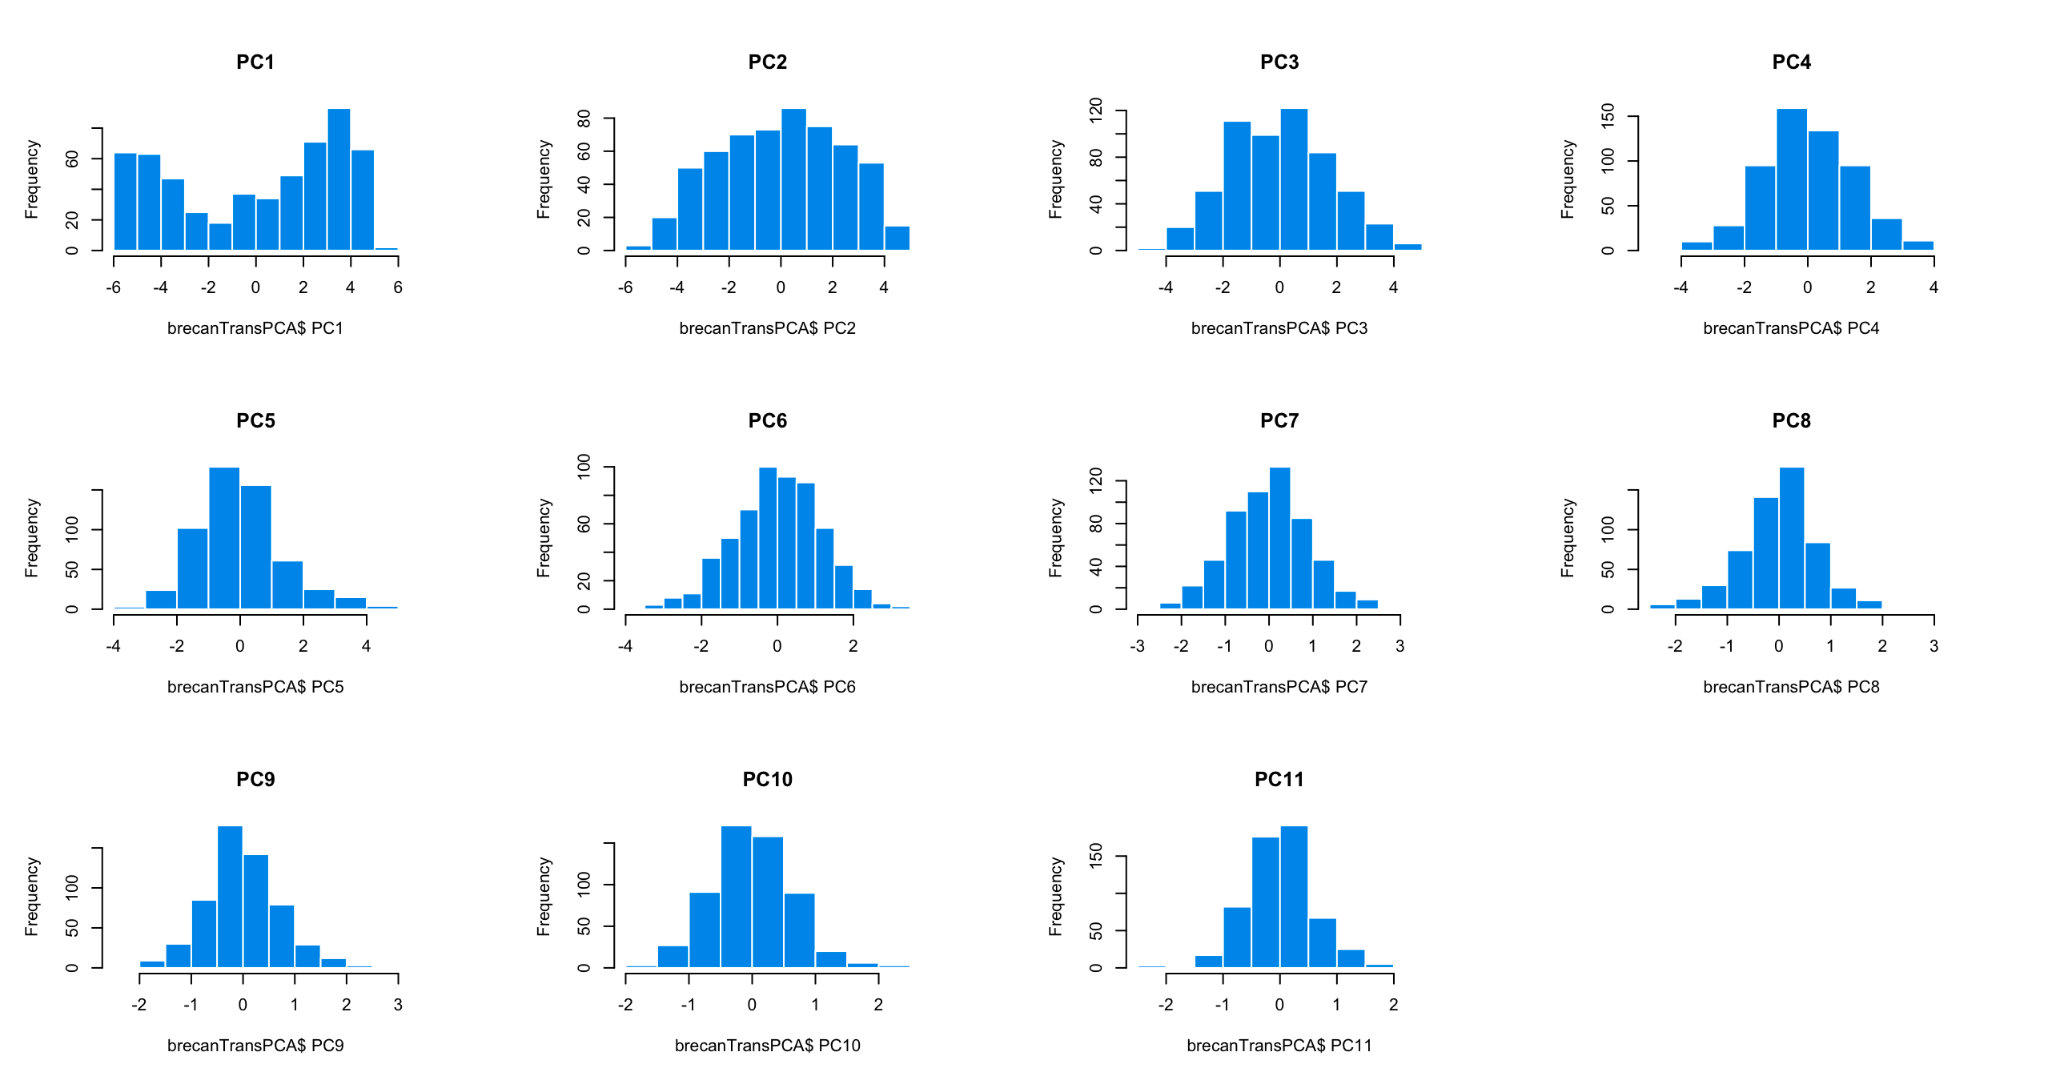 PC1
Frequency
0 20 60
-6 -4 -2 0 2 4 6
brecanTransPCA$ PC1
PC2
Frequency
0 20 40 60 80
-6 -4 -2 0 2 4
brecanTransPCA$ PC2
PC3
Frequency
0 40 80 120
-4 -2 0 2 4
brecanTransPCA$ PC3
PC4
Frequency
0 50 100 150
-4 -2 0 2 4
brecanTransPCA$ PC4
PC5
Frequency
0 50 100
-4 -2 0 2 4
brecanTransPCA$ PC5
PC6
Frequency
0 20 60 100
-4 -2 0 2
brecanTransPCA$ PC6
PC7
Frequency
0 40 80 120
-3 -2 -1 0 1 2 3
brecanTransPCA$ PC7
PC8
Frequency
0 50 100
-2 -1 0 1 2 3
brecanTransPCA$ PC8
PC9
Frequency
0 50 100
-2 -1 0 1 2 3
brecanTransPCA$ PC9
PC10
Frequency
0 50 100
-2 -1 0 1 2
brecanTransPCA$ PC10
PC11
Frequency
0 50 150
-2 -1 0 1 2
brecanTransPCA$ PC11